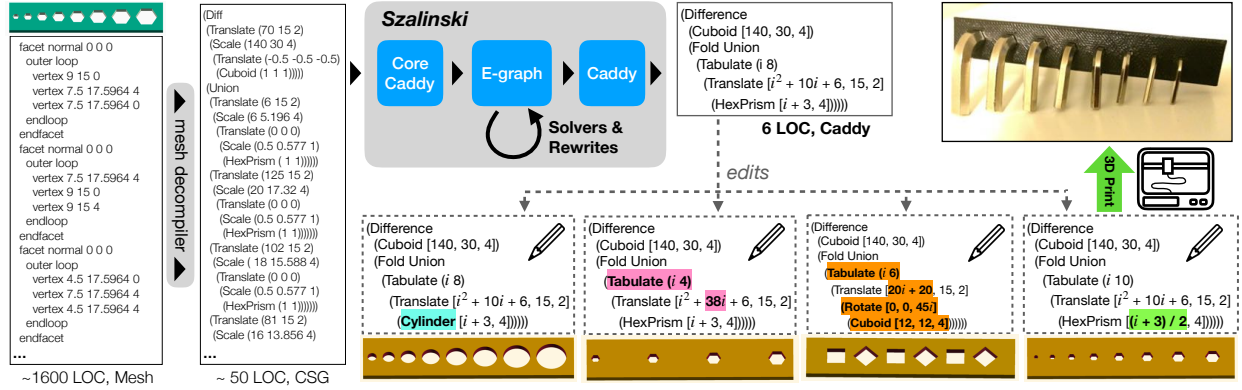 facet normal 0 0 0
outer loop
vertex 9 15 0
vertex 7.5 17.5964 4
vertex 7.5 17.5964 0
endloop
endfacet
facet normal 0 0 0
outer loop
vertex 7.5 17.5964 4
vertex 9 15 0
vertex 9 15 4
endloop
endfacet
facet normal 0 0 0
outer loop
vertex 4.5 17.5964 0
vertex 7.5 17.5964 4
vertex 4.5 17.5964 4
endloop
endfacet
...
~1600 LOC, Mesh
mesh decompiler
(Diff
(Translate (70 15 2)
(Scale (140 30 4)
(Translate (-0.5 -0.5 -0.5)
(Cuboid (1 1 1)))))
(Union
(Translate (6 15 2)
(Scale (6 5.196 4)
(Translate (0 0 0)
(Scale (0.5 0.577 1)
(HexPrism ( 1 1))))))
(Translate (125 15 2)
(Scale (20 17.32 4)
(Translate (0 0 0)
(Scale (0.5 0.577 1)
(HexPrism (1 1))))))
(Translate (102 15 2)
(Scale ( 18 15.588 4)
(Translate (0 0 0)
(Scale (0.5 0.577 1)
(HexPrism (1 1))))))
(Translate (81 15 2)
(Scale (16 13.856 4)
...
~ 50 LOC, CSG
Szalinski
Core
Caddy
E-graph
Caddy
Solvers &
Rewrites
(Difference
(Cuboid [140, 30, 4])
(Fold Union
(Tabulate (i 8)
(Translate [i² + 10i + 6, 15, 2]
(HexPrism [i + 3, 4])))))
6 LOC, Caddy
edits
3D Print
(Difference
(Cuboid [140, 30, 4])
(Fold Union
(Tabulate (i 8)
(Translate [i² + 10i + 6, 15, 2]
(Cylinder [i + 3, 4])))))
(Difference
(Cuboid [140, 30, 4])
(Fold Union
(Tabulate (i 4)
(Translate [i² + 38i + 6, 15, 2]
(HexPrism [i + 3, 4])))))
(Difference
(Cuboid [140, 30, 4])
(Fold Union
(Tabulate (i 6)
(Translate [20i + 20, 15, 2]
(Rotate [0, 0, 45i]
(Cuboid [12, 12, 4]))))))
(Difference
(Cuboid [140, 30, 4])
(Fold Union
(Tabulate (i 10)
(Translate [i² + 10i + 6, 15, 2]
(HexPrism [(i + 3) / 2, 4])))))